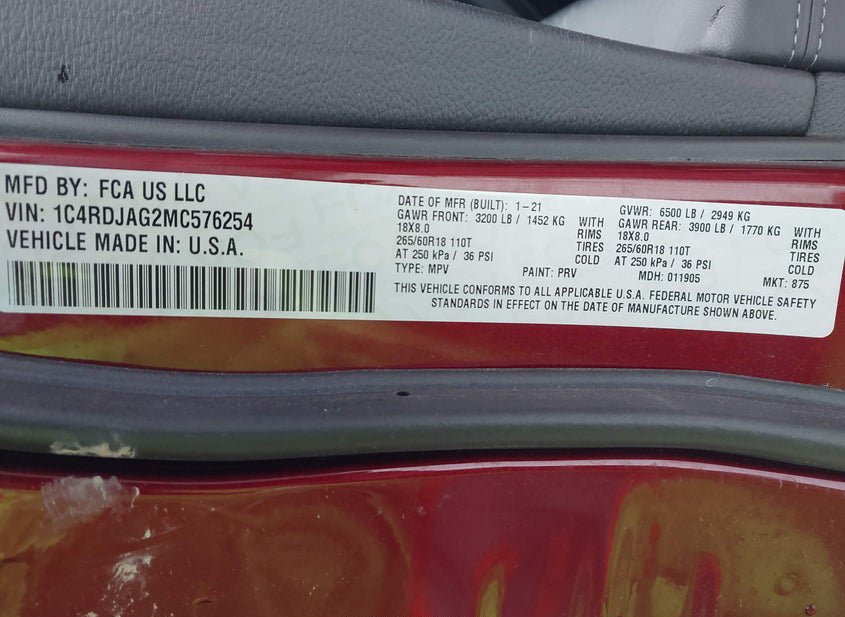 MFD BY: FCA US LLC
VIN: 1C4RDJAG2MC576254
VEHICLE MADE IN: U.S.A.
DATE OF MFR (BUILT): 1-21
GAWR FRONT: 3200 LB / 1452 KG WITH
18X8.0 RIMS
265/60R18 110T TIRES
AT 250 kPa / 36 PSI COLD
TYPE: MPV PAINT: PRV
GVWR: 6500 LB / 2949 KG
GAWR REAR: 3900 LB / 1770 KG WITH
18X8.0 RIMS
265/60R18 110T TIRES
AT 250 kPa / 36 PSI COLD
MDH: 011905 MKT: 875
THIS VEHICLE CONFORMS TO ALL APPLICABLE U.S.A. FEDERAL MOTOR VEHICLE SAFETY
STANDARDS IN EFFECT ON THE DATE OF MANUFACTURE SHOWN ABOVE.